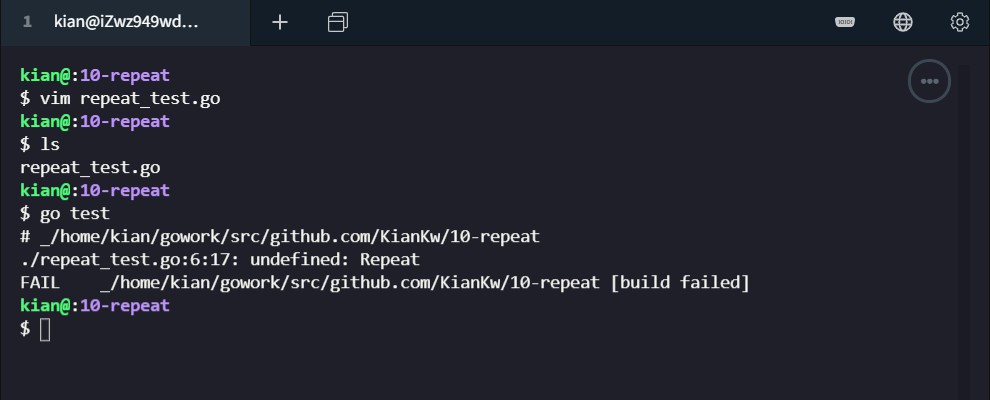 1 kian@iZwz949wd...
kian@:10-repeat
$ vim repeat_test.go
kian@:10-repeat
$ ls
repeat_test.go
kian@:10-repeat
$ go test
# _/home/kian/gowork/src/github.com/KianKw/10-repeat
./repeat_test.go:6:17: undefined: Repeat
FAIL    _/home/kian/gowork/src/github.com/KianKw/10-repeat [build failed]
kian@:10-repeat
$